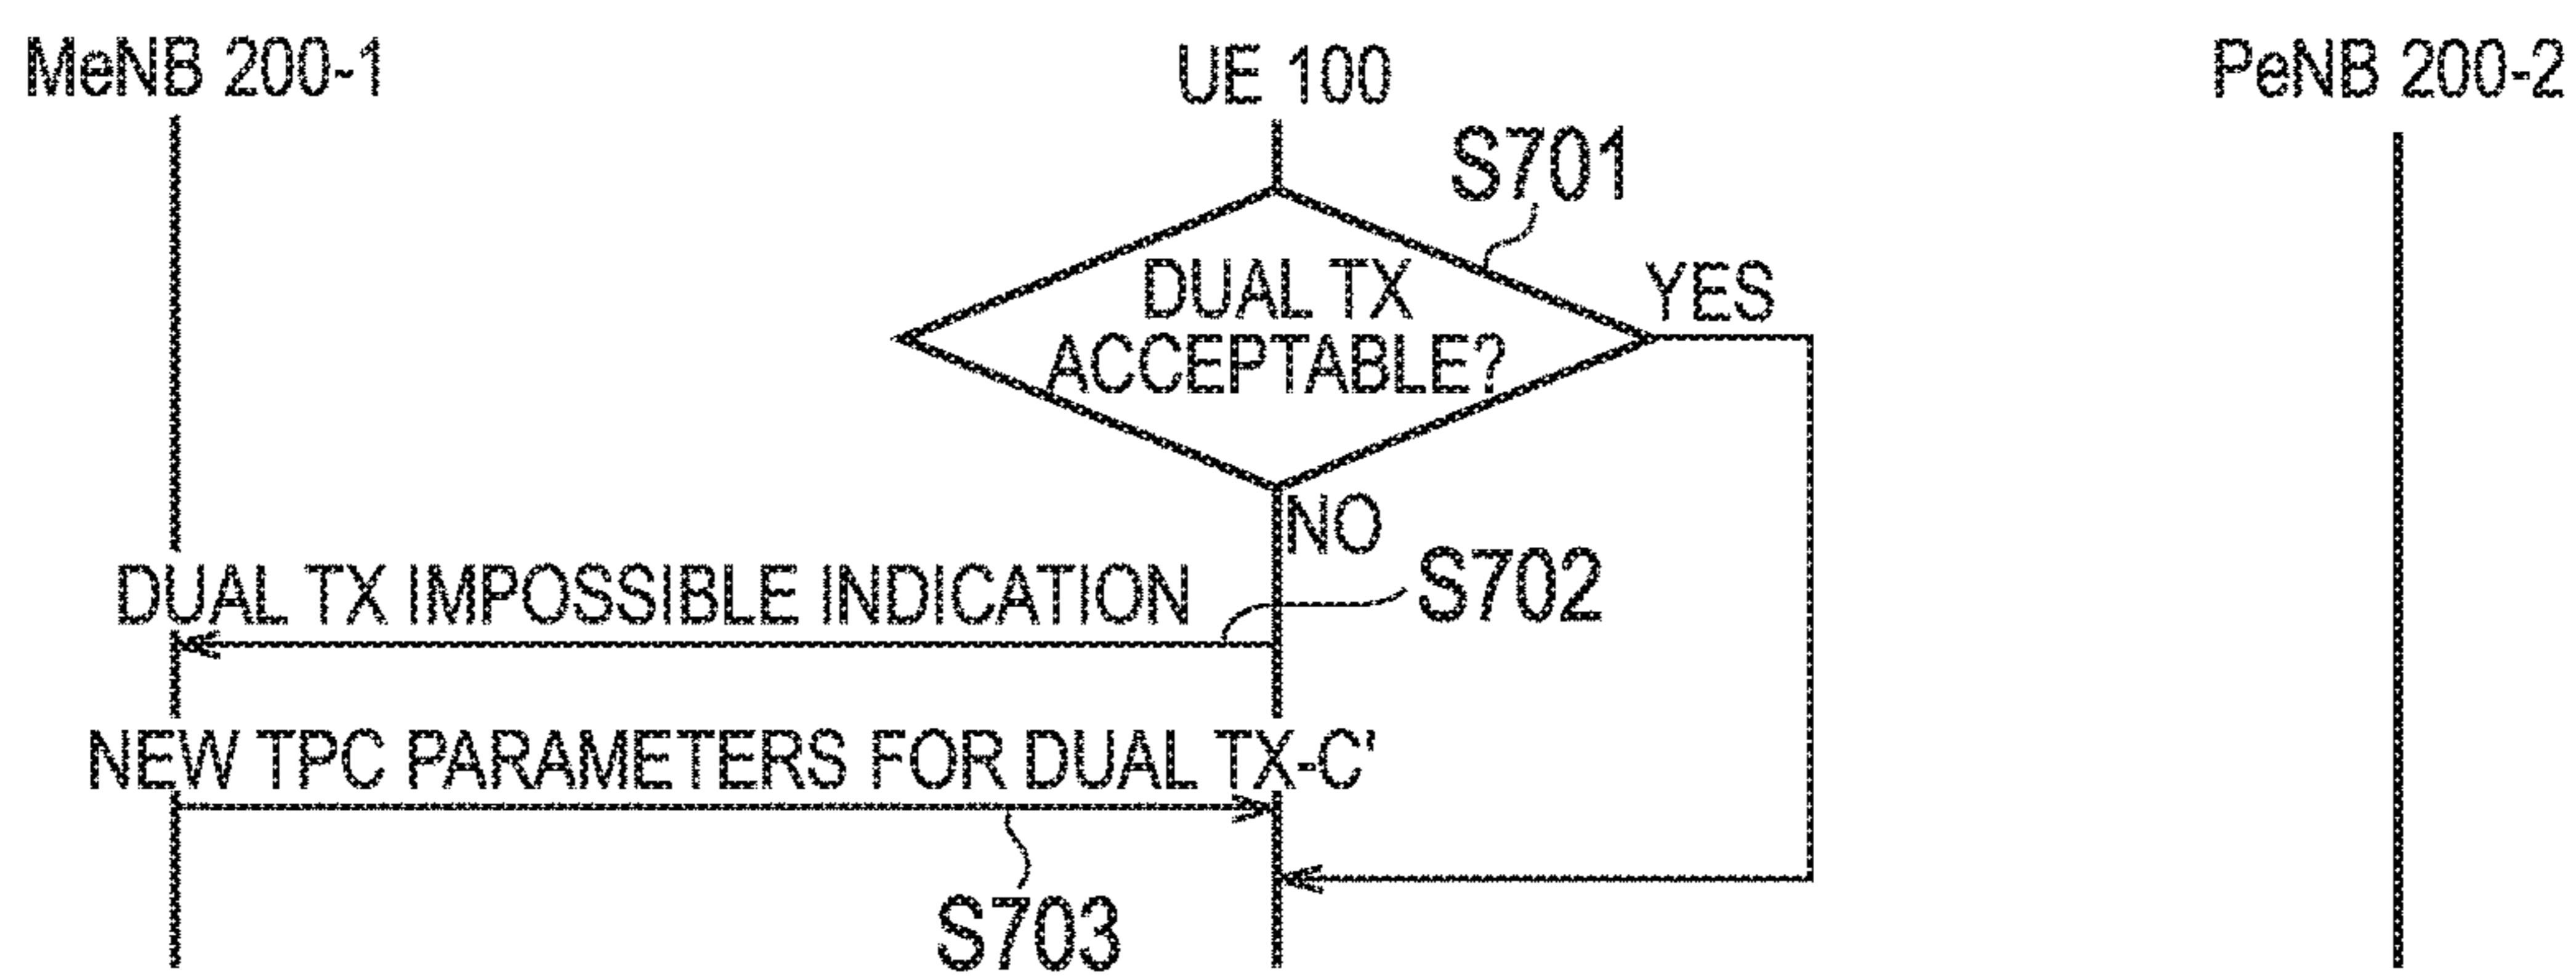 MeNB 200-1
UE 100
PeNB 200-2
S701
DUAL TX
ACCEPTABLE?
YES
NO
DUAL TX IMPOSSIBLE INDICATION
S702
NEW TPC PARAMETERS FOR DUAL TX-C'
S703